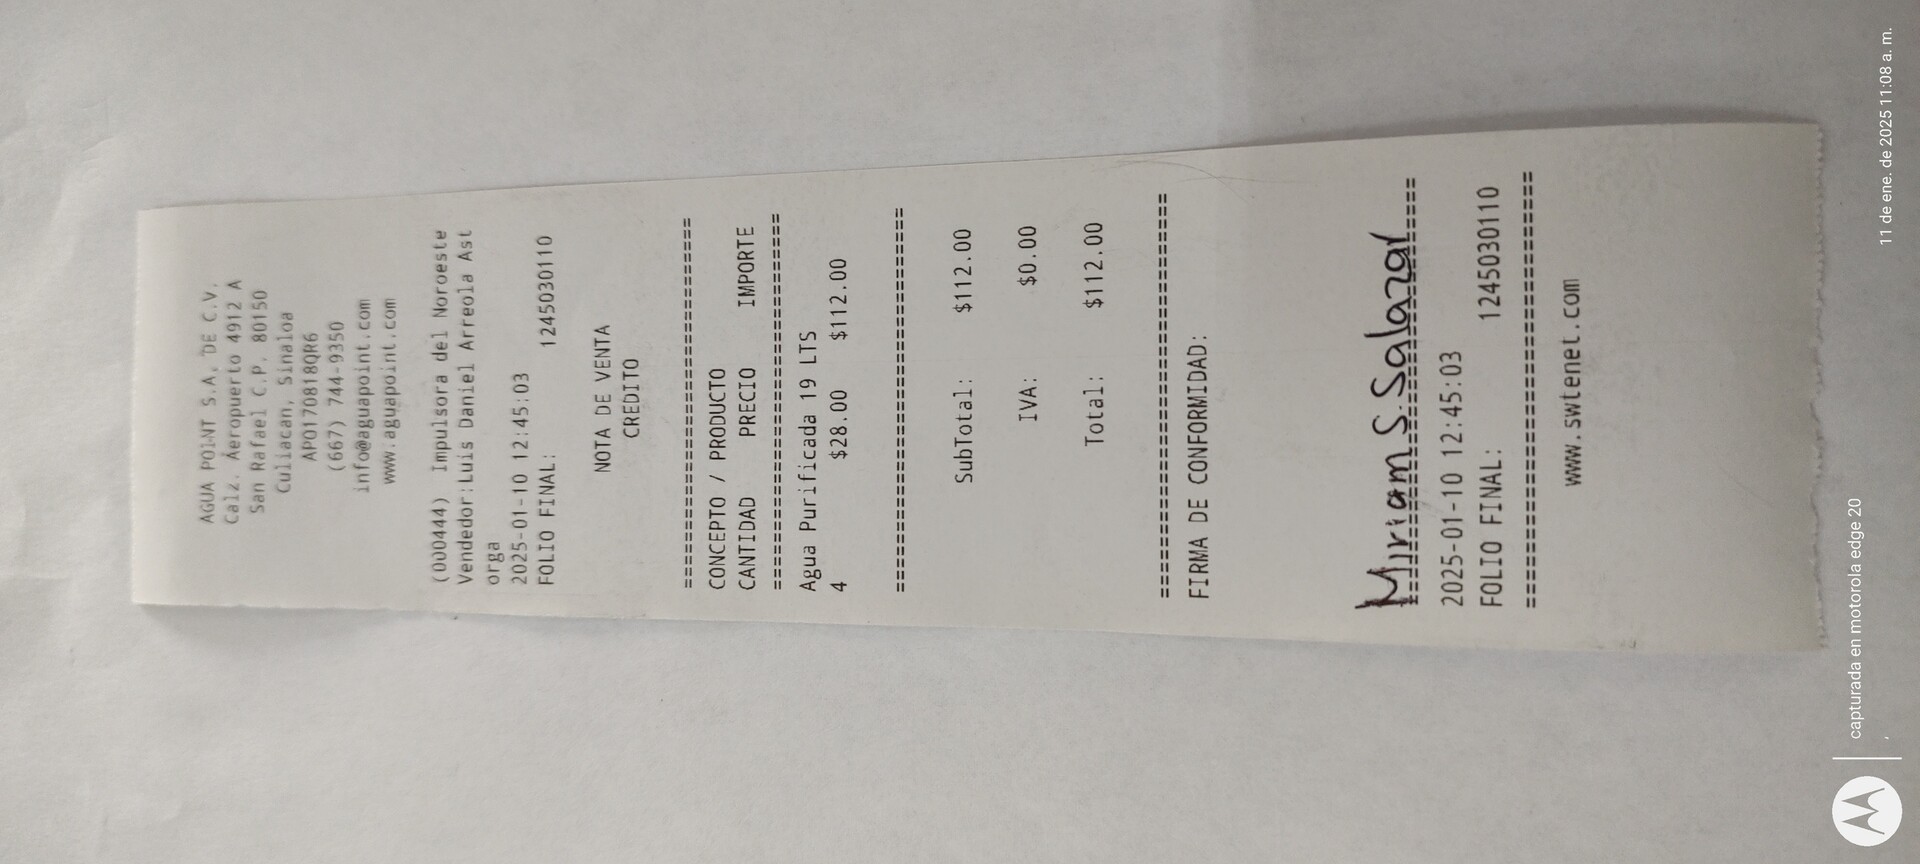 AGUA POINT S.A. DE C.V.
Calz. Aeropuerto 4912 A
San Rafael C.P. 80150
Culiacan, Sinaloa
APO170818QR6
(667) 744-9350
info@aguapoint.com
www.aguapoint.com
(000444) Impulsora del Noroeste
Vendedor:Luis Daniel Arreola Ast
orga
2025-01-10 12:45:03
FOLIO FINAL: 1245030110
NOTA DE VENTA
CREDITO
================================
CONCEPTO / PRODUCTO
CANTIDAD PRECIO IMPORTE
================================
Agua Purificada 19 LTS
4 $28.00 $112.00
================================
SubTotal: $112.00
IVA: $0.00
Total: $112.00
================================
FIRMA DE CONFORMIDAD:
Miriam S. Salazar
================================
2025-01-10 12:45:03
FOLIO FINAL: 1245030110
================================
www.swtenet.com
capturada en motorola edge 20
11 de ene. de 2025 11:08 a. m.